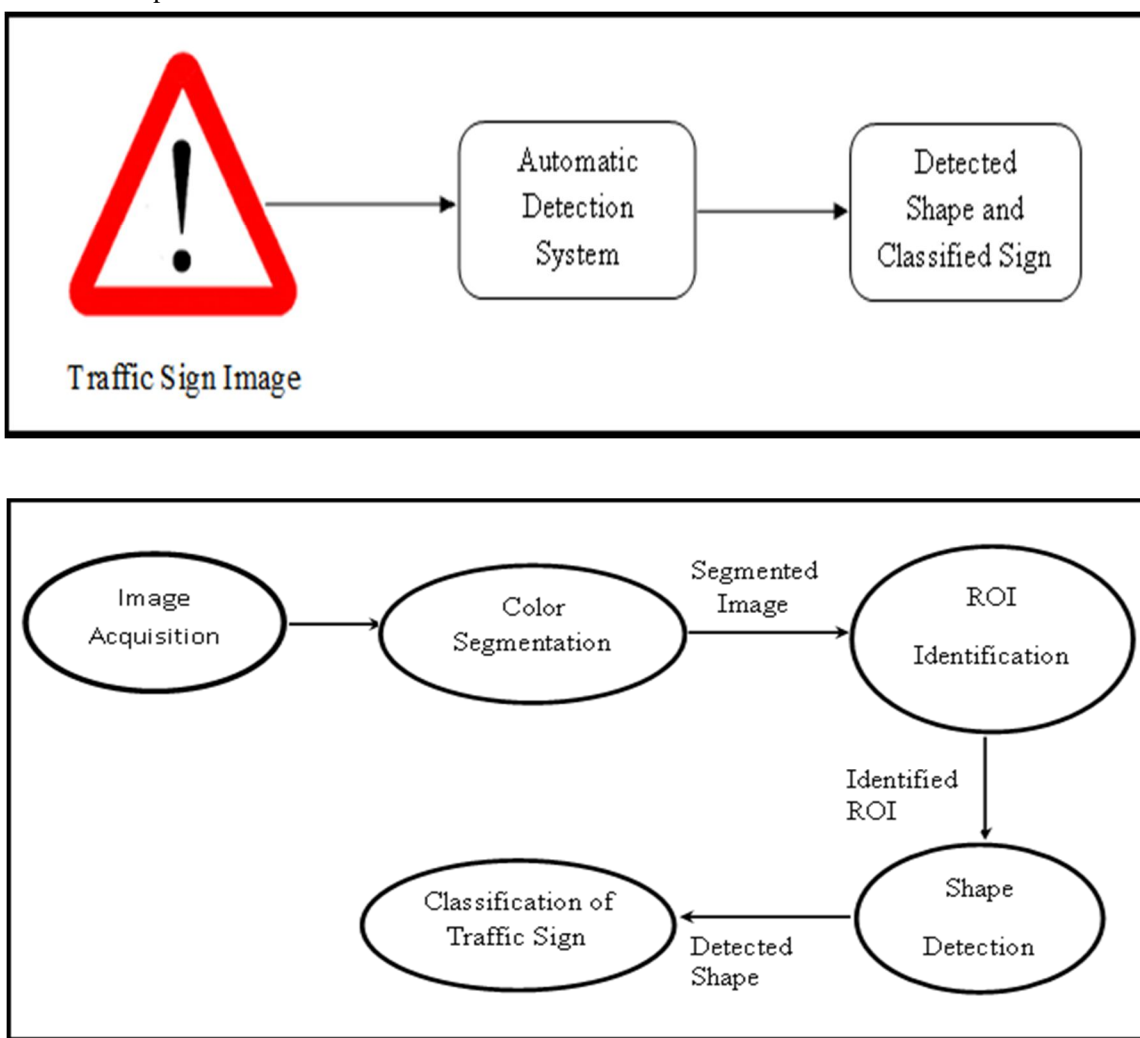 Automatic
Detection
System
Detected
Shape and
Classified Sign
Traffic Sign Image
Image
Acquisition
Color
Segmentation
Segmented
Image
ROI
Identification
Identified
ROI
Shape
Detection
Detected
Shape
Classification of
Traffic Sign